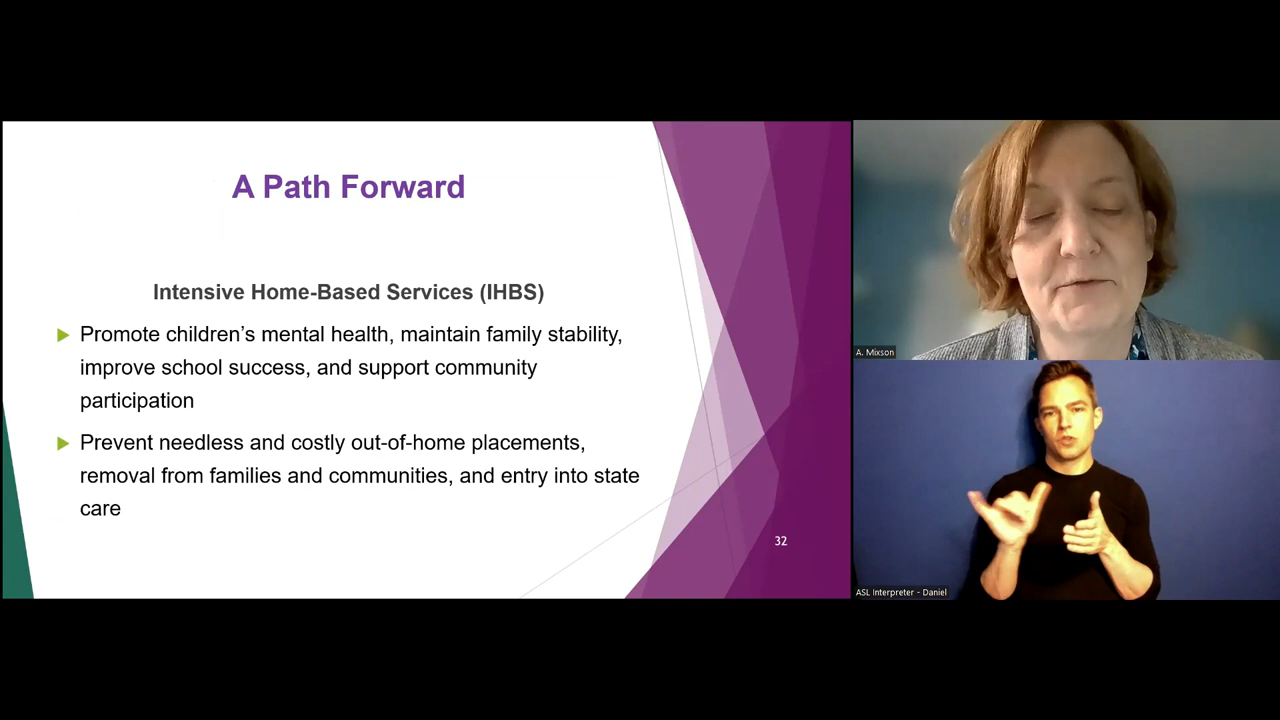 A Path Forward
Intensive Home-Based Services (IHBS)
Promote children’s mental health, maintain family stability,
improve school success, and support community
participation
Prevent needless and costly out-of-home placements,
removal from families and communities, and entry into state
care
32
A. Mixson
ASL Interpreter - Daniel